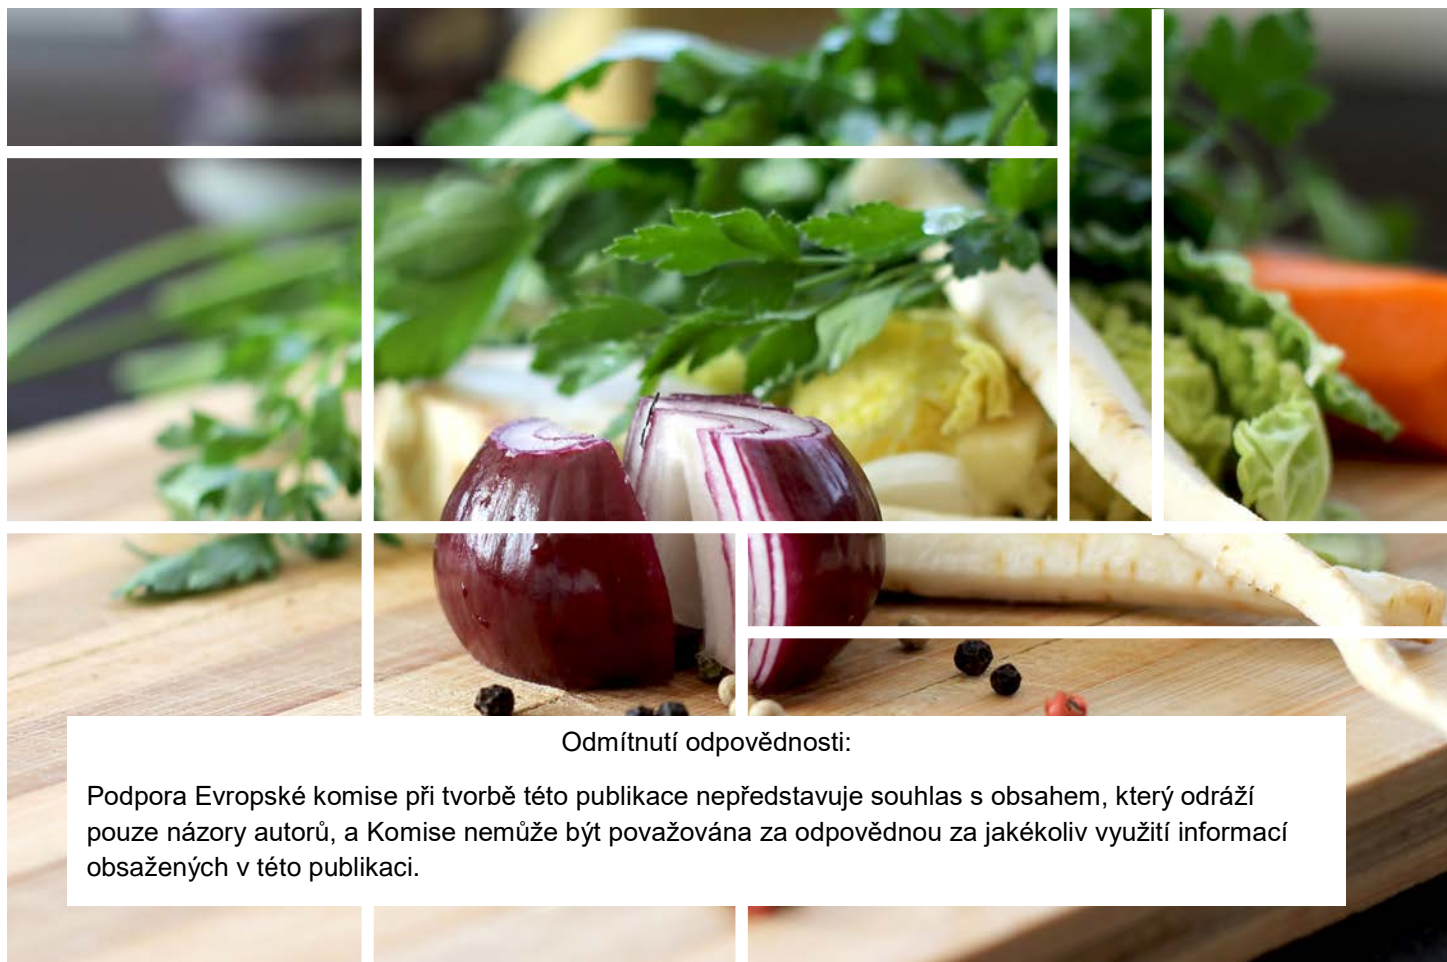 Odmítnutí odpovědnosti:
Podpora Evropské komise při tvorbě této publikace nepředstavuje souhlas s obsahem, který odráží
pouze názory autorů, a Komise nemůže být považována za odpovědnou za jakékoliv využití informací
obsažených v této publikaci.